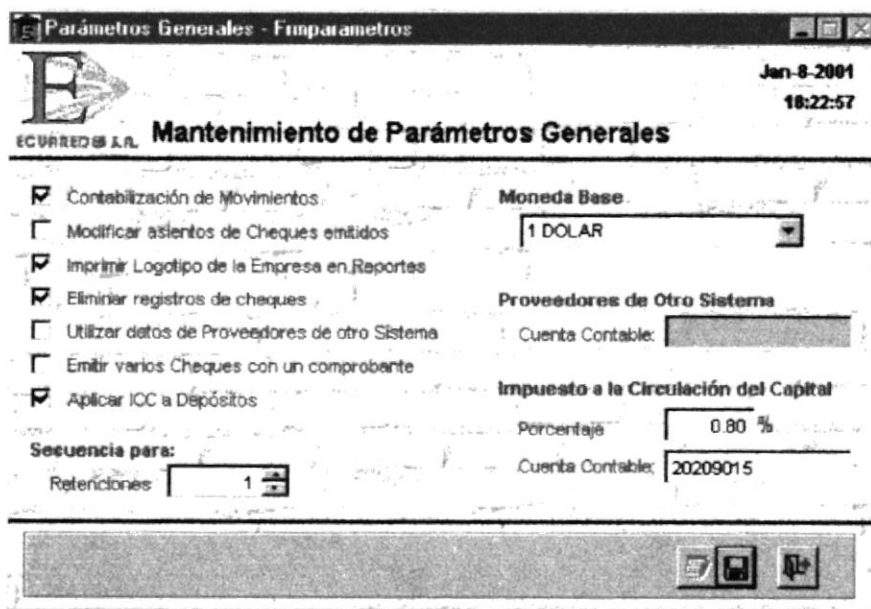 Parámetros Generales - Frmparametros
Jan-8-2001
18:22:57
ECUAREDES S.A.
Mantenimiento de Parámetros Generales
Contabilización de Movimientos
Modificar asientos de Cheques emitidos
Imprimir Logotipo de la Empresa en Reportes
Eliminar registros de cheques
Utilizar datos de Proveedores de otro Sistema
Emitir varios Cheques con un comprobante
Aplicar ICC a Depósitos
Secuencia para:
Retenciones 1
Moneda Base
1 DOLAR
Proveedores de Otro Sistema
Cuenta Contable:
Impuesto a la Circulación del Capital
Porcentaje 0.80 %
Cuenta Contable: 20209015